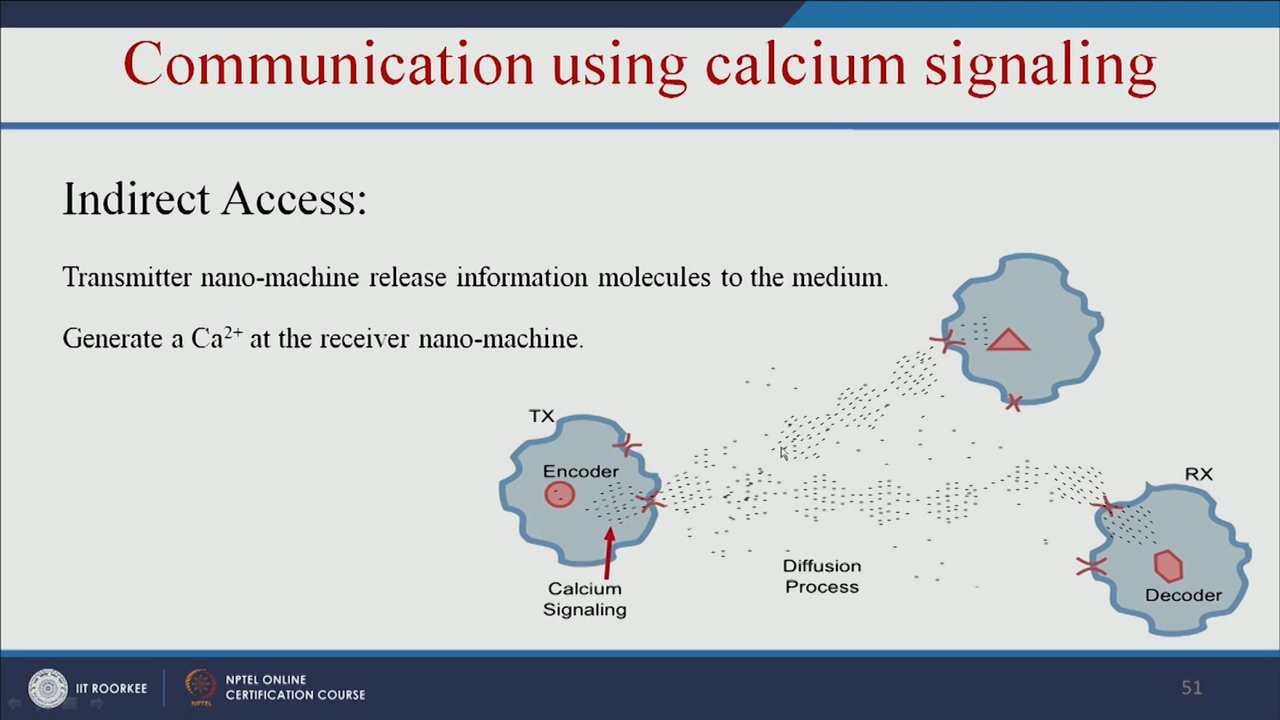 Communication using calcium signaling
Indirect Access:
Transmitter nano-machine release information molecules to the medium.
Generate a Ca²⁺ at the receiver nano-machine.
TX
Encoder
Calcium
Signaling
Diffusion
Process
RX
Decoder
IIT ROORKEE
NPTEL
NPTEL ONLINE
CERTIFICATION COURSE
51